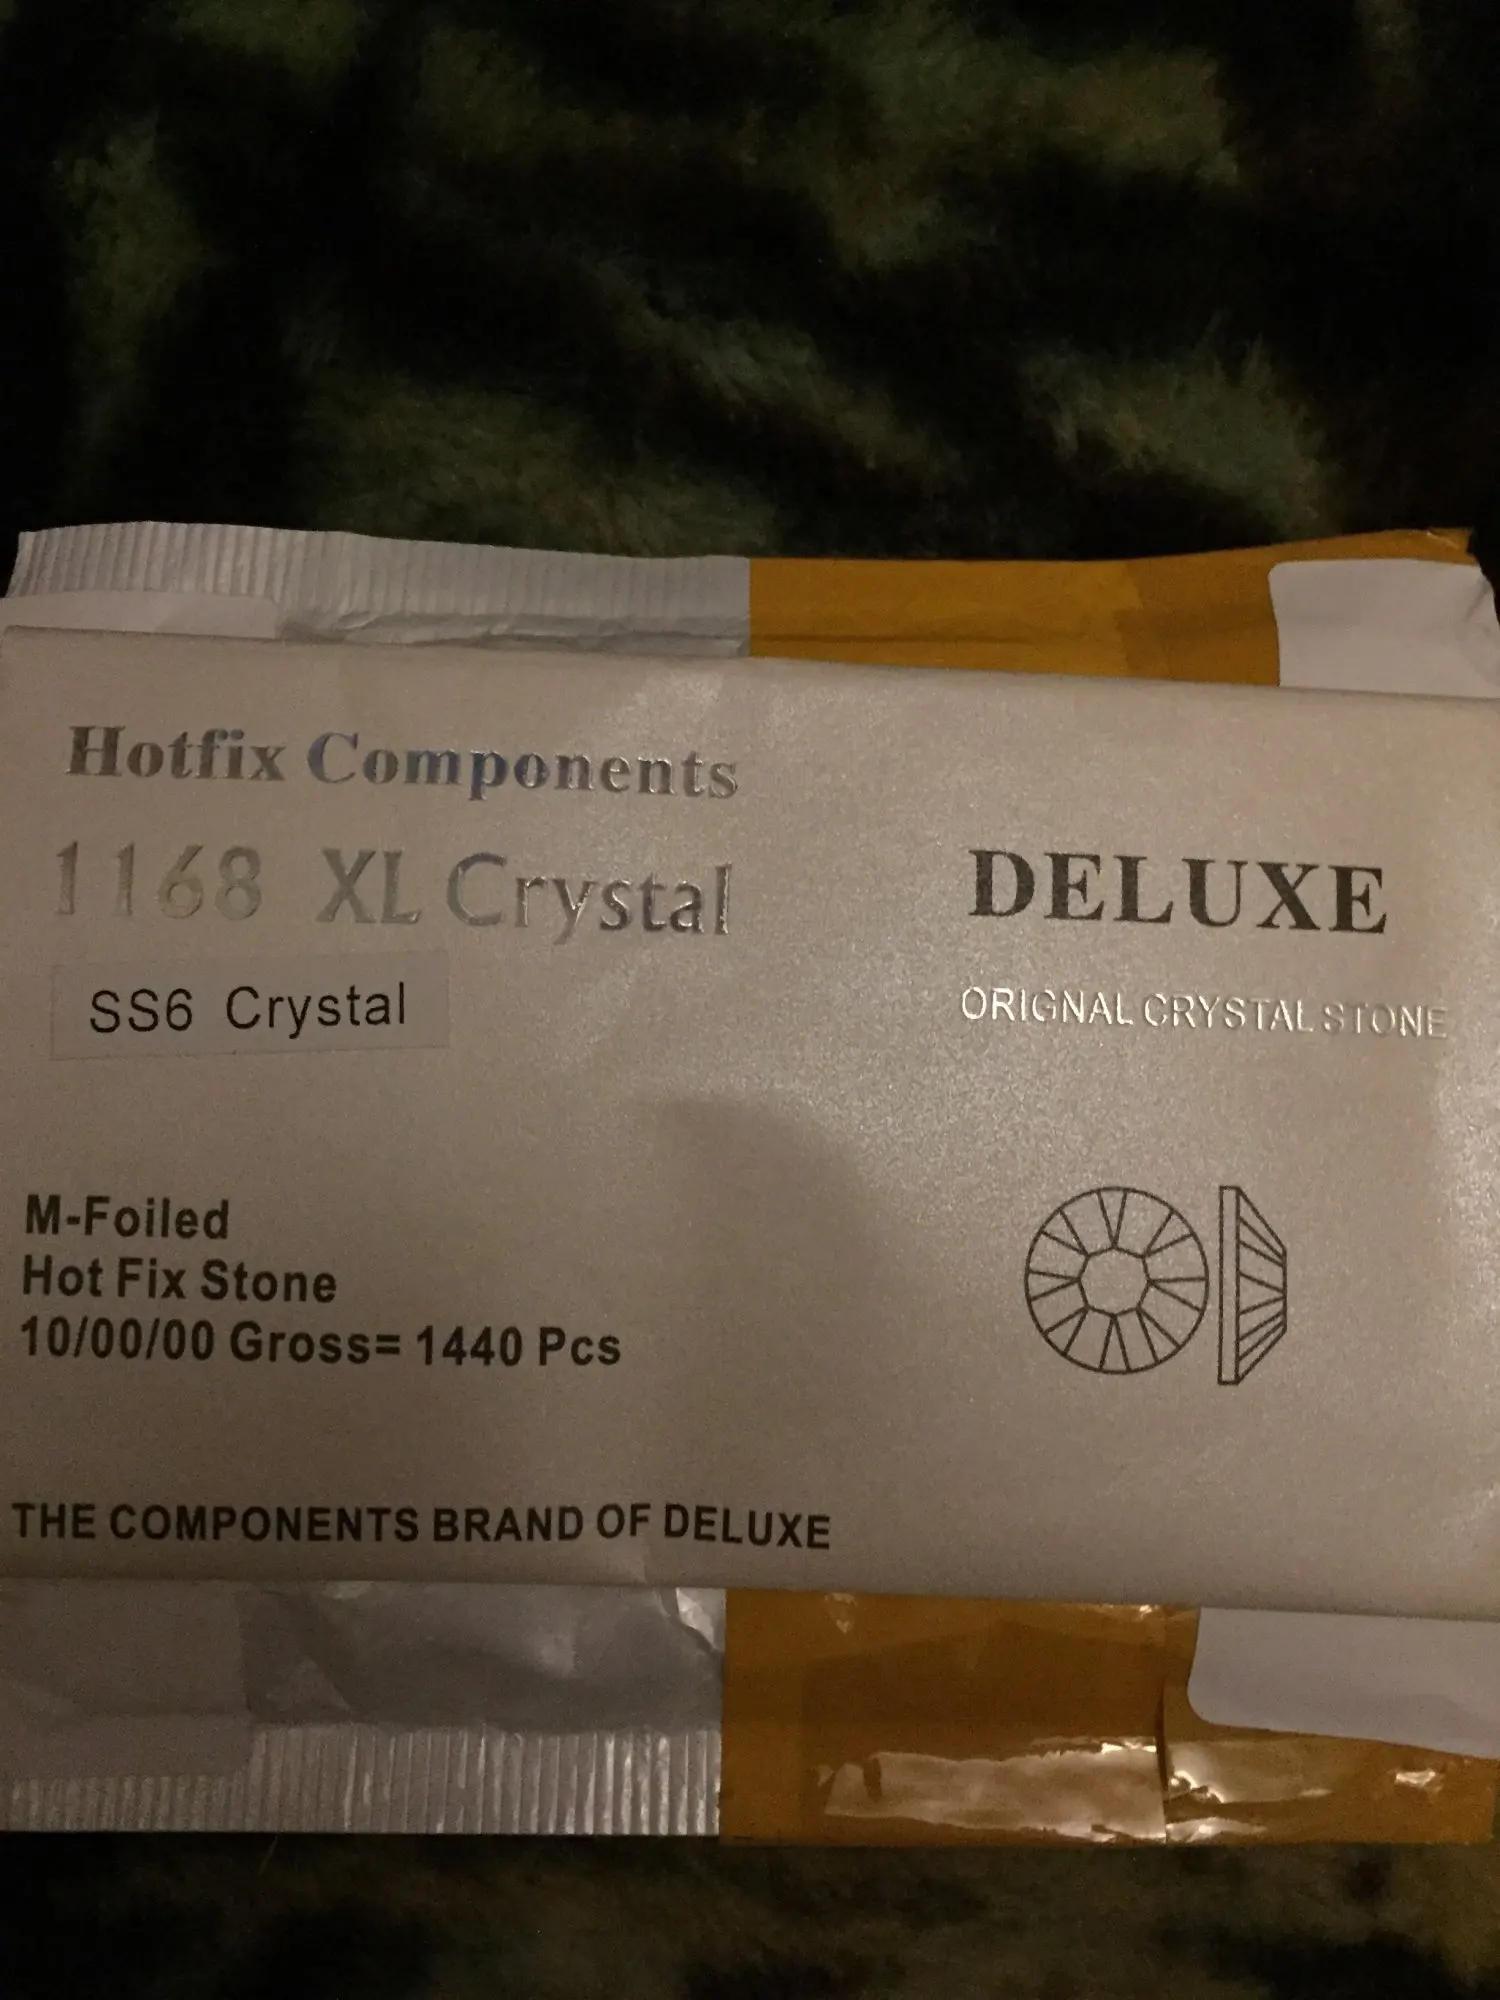 Hotfix Components
1168 XL Crystal
SS6 Crystal
DELUXE
ORIGNAL CRYSTAL STONE
M-Foiled
Hot Fix Stone
10/00/00 Gross= 1440 Pcs
THE COMPONENTS BRAND OF DELUXE